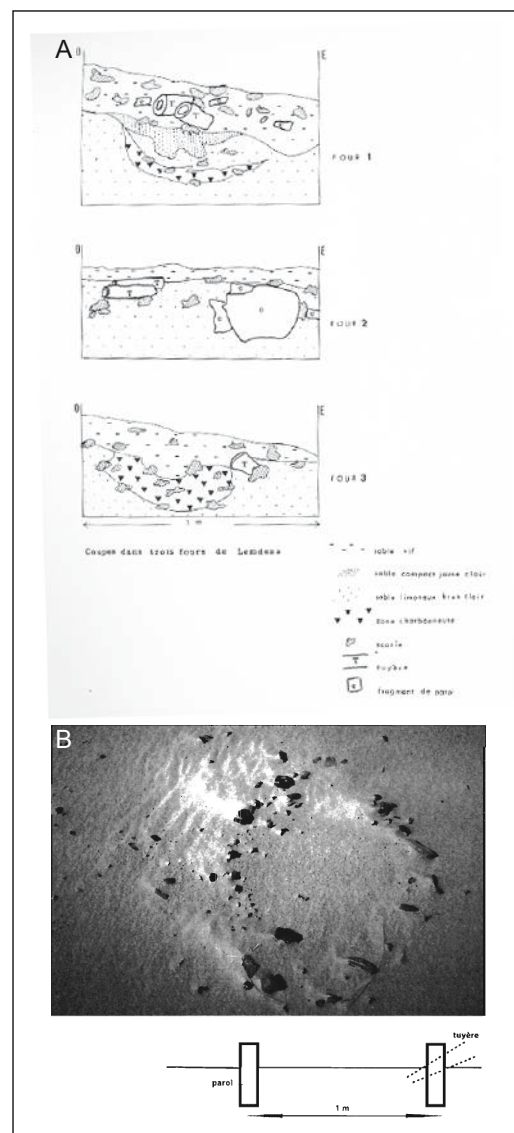 A
O E
T
T
FOUR 1
O E
T
FOUR 2
O E
T
FOUR 3
1 m
Coupes dans trois fours de
sable vif
sable compact jaune clair
sable limoneux brun clair
zone charbonneuse
scorie
T
tuyère
fragment de paroi
B
tuyère
paroi
1 m